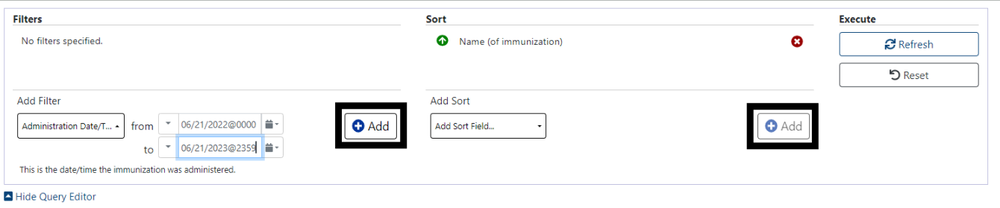 Filters
No filters specified.
Add Filter
Administration Date/T...
from
06/21/2022@0000
to
06/21/2023@2359
Add
This is the date/time the immunization was administered.
Sort
Name (of immunization)
Add Sort
Add Sort Field...
Add
Execute
Refresh
Reset
Hide Query Editor